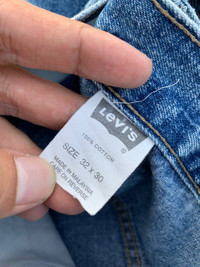 Levi's
®
100% COTTON
SIZE 32 X 30
MADE IN MALAYSIA
CARE ON REVERSE